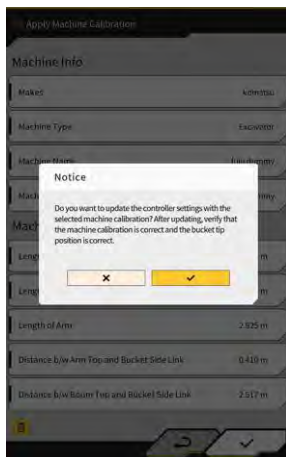 Apply Machine Calibration
Machine Info
Makes Komatsu
Machine Type Excavator
Machine Name
Notice
Do you want to update the controller settings with the
selected machine calibration? After updating, verify that
the machine calibration is correct and the bucket tip
position is correct.
m
m
Length of Arm 2.925 m
Distance b/w Arm Top and Bucket Side Link 0.410 m
Distance b/w Boom Top and Bucket Side Link 2.517 m